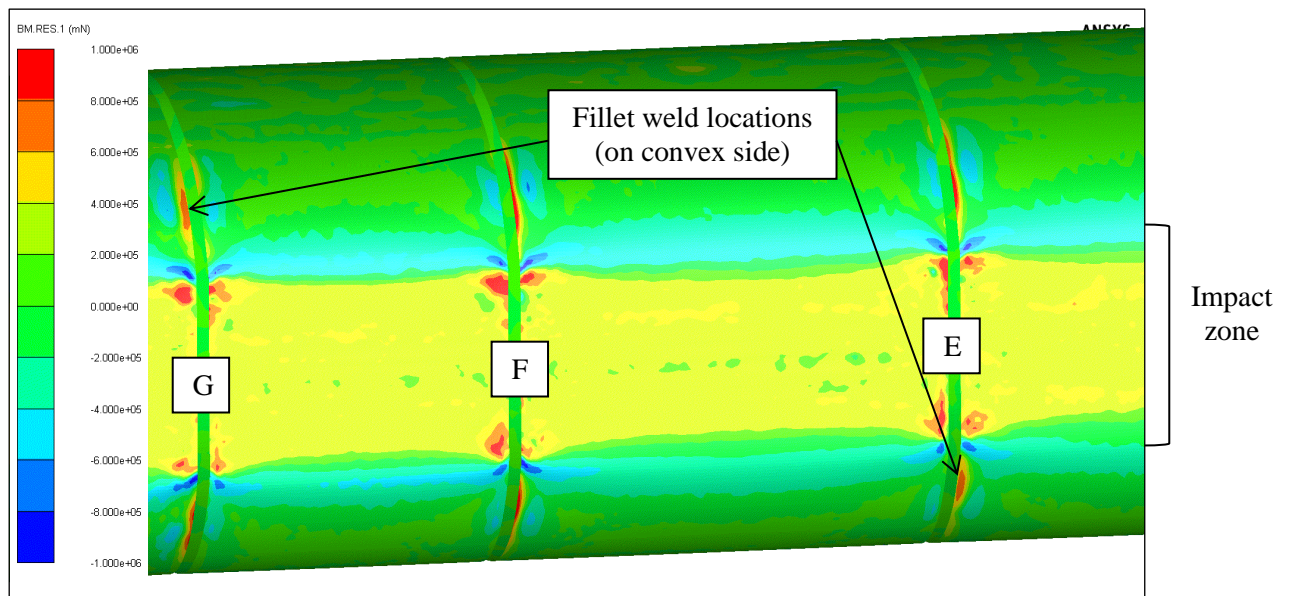 BM.RES.1 (mN)
1.000e+06
8.000e+05
6.000e+05
4.000e+05
2.000e+05
0.000e+00
-2.000e+05
-4.000e+05
-6.000e+05
-8.000e+05
-1.000e+06
ANSYS
Fillet weld locations
(on convex side)
Impact
zone
G
F
E